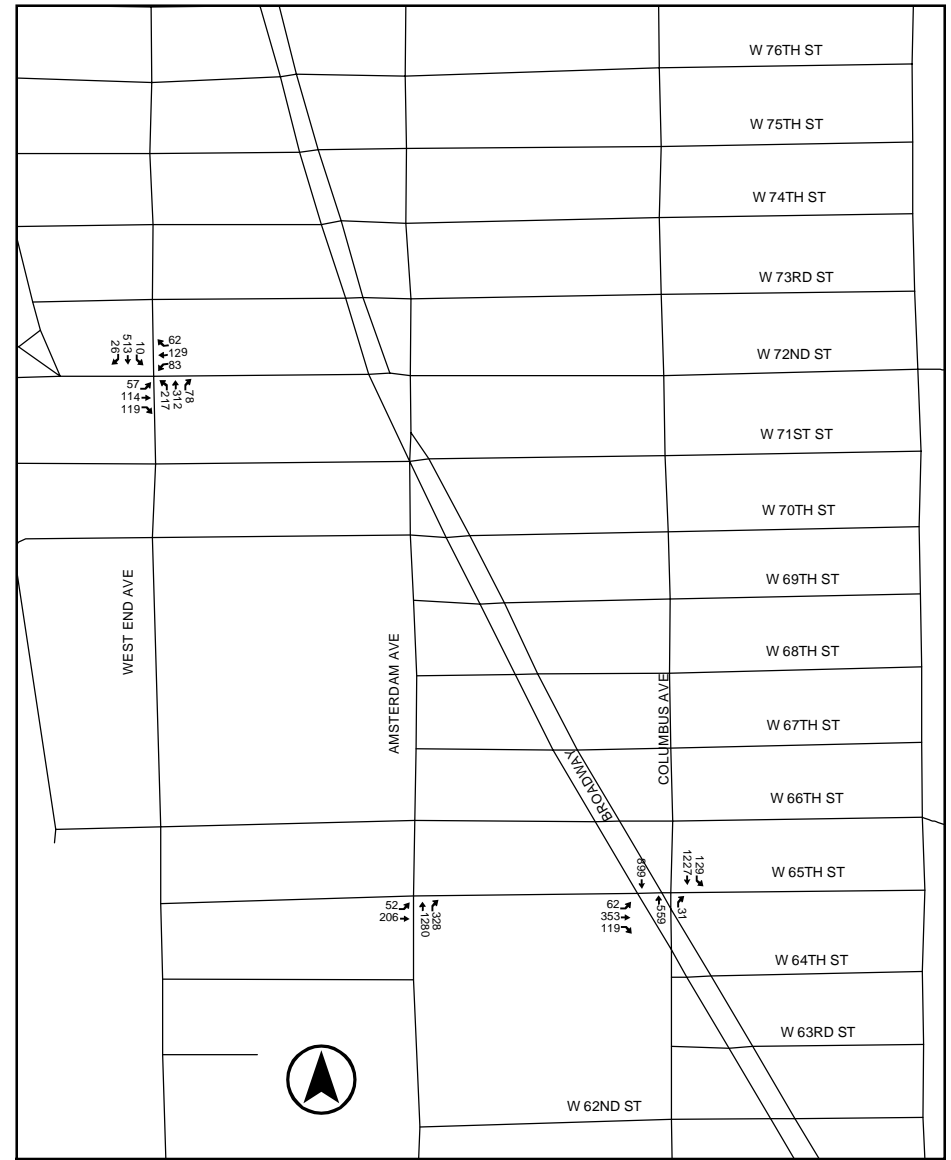 W 76TH ST
W 75TH ST
W 74TH ST
W 73RD ST
W 72ND ST
26
513
10
62
129
83
57
114
119
217
312
78
W 71ST ST
W 70TH ST
W 69TH ST
WEST END AVE
AMSTERDAM AVE
W 68TH ST
COLUMBUS AVE
W 67TH ST
BROADWAY
W 66TH ST
W 65TH ST
899
1227
129
52
206
1280
328
62
353
119
559
31
W 64TH ST
W 63RD ST
W 62ND ST